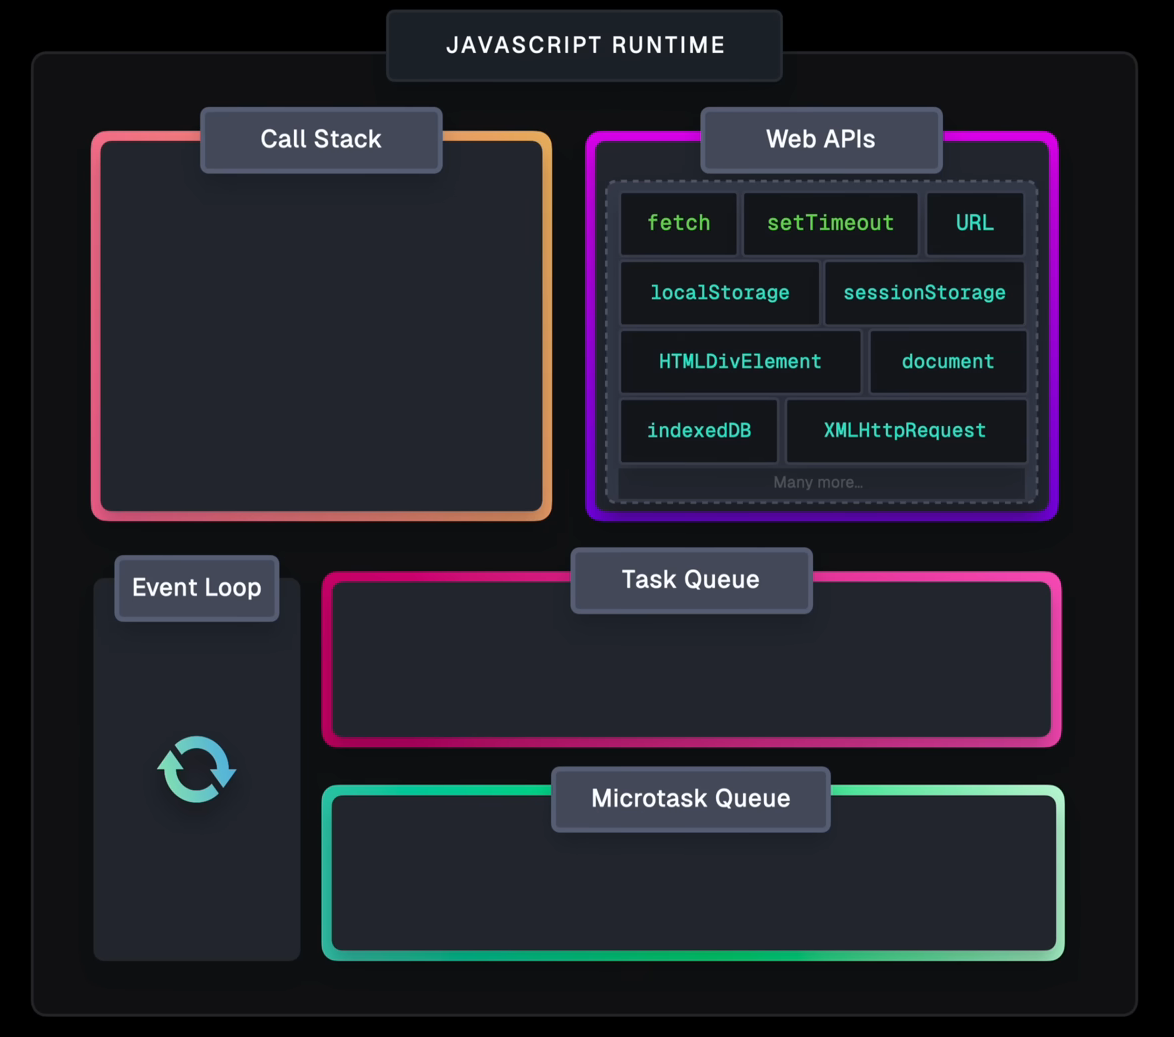 JAVASCRIPT RUNTIME
Call Stack
Web APIs
fetch setTimeout URL
localStorage sessionStorage
HTMLDivElement document
indexedDB XMLHttpRequest
Many more…
Event Loop
Task Queue
Microtask Queue